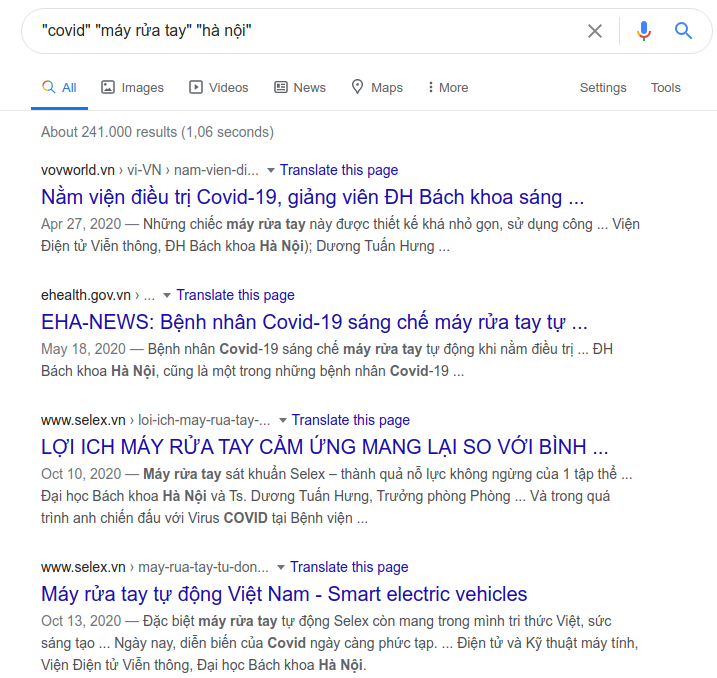 "covid" "máy rửa tay" "hà nội"
All Images Videos News Maps More Settings Tools
About 241.000 results (1,06 seconds)
vovworld.vn › vi-VN › nam-vien-di... Translate this page
Nằm viện điều trị Covid-19, giảng viên ĐH Bách khoa sáng ...
Apr 27, 2020 — Những chiếc máy rửa tay này được thiết kế khá nhỏ gọn, sử dụng công ... Viện
Điện tử Viễn thông, ĐH Bách khoa Hà Nội); Dương Tuấn Hưng ...
ehealth.gov.vn › ... Translate this page
EHA-NEWS: Bệnh nhân Covid-19 sáng chế máy rửa tay tự ...
May 18, 2020 — Bệnh nhân Covid-19 sáng chế máy rửa tay tự động khi nằm điều trị ... ĐH
Bách khoa Hà Nội, cũng là một trong những bệnh nhân Covid-19 ...
www.selex.vn › loi-ich-may-rua-tay-... Translate this page
LỢI ICH MÁY RỬA TAY CẢM ỨNG MANG LẠI SO VỚI BÌNH ...
Oct 10, 2020 — Máy rửa tay sát khuẩn Selex – thành quả nỗ lực không ngừng của 1 tập thể ...
Đại học Bách khoa Hà Nội và Ts. Dương Tuấn Hưng, Trưởng phòng Phòng ... Và trong quá
trình anh chiến đấu với Virus COVID tại Bệnh viện ...
www.selex.vn › may-rua-tay-tu-don... Translate this page
Máy rửa tay tự động Việt Nam - Smart electric vehicles
Oct 13, 2020 — Đặc biệt máy rửa tay tự động Selex còn mang trong mình tri thức Việt, sức
sáng tạo ... Ngày nay, diễn biến của Covid ngày càng phức tạp. ... Điện tử và Kỹ thuật máy tính,
Viện Điện tử Viễn thông, Đại học Bách khoa Hà Nội.